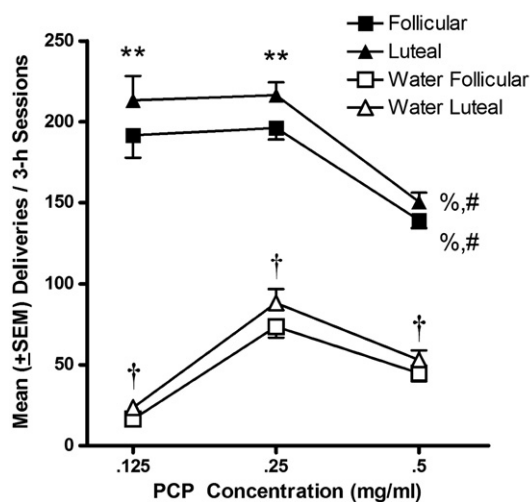 Follicular
Luteal
Water Follicular
Water Luteal
Mean (±SEM) Deliveries / 3-h Sessions
250
200
150
100
50
0
** **
%,#
%,#
† † †
.125 .25 .5
PCP Concentration (mg/ml)